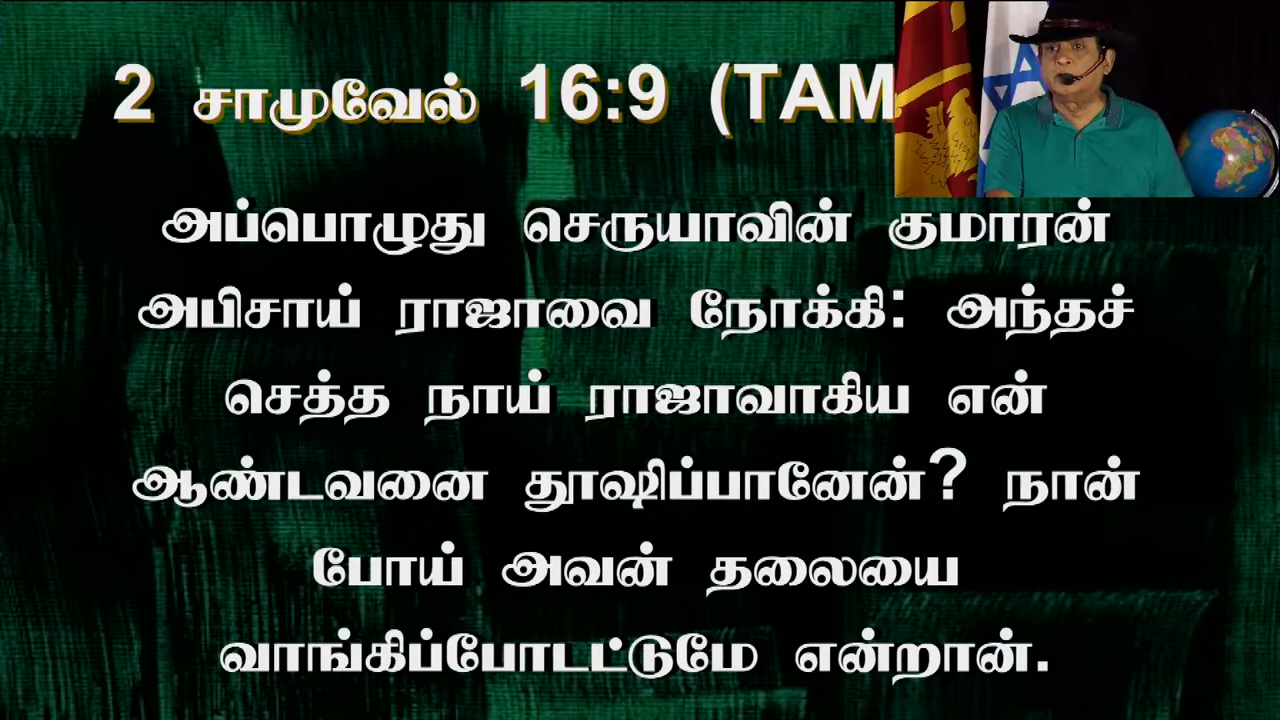 2 சாமுவேல் 16:9 (TAM
அப்பொழுது செருயாவின் குமாரன்
அபிசாய் ராஜாவை நோக்கி: அந்தச்
செத்த நாய் ராஜாவாகிய என்
ஆண்டவனை தூஷிப்பானேன்? நான்
போய் அவன் தலையை
வாங்கிப்போடட்டுமே என்றான்.